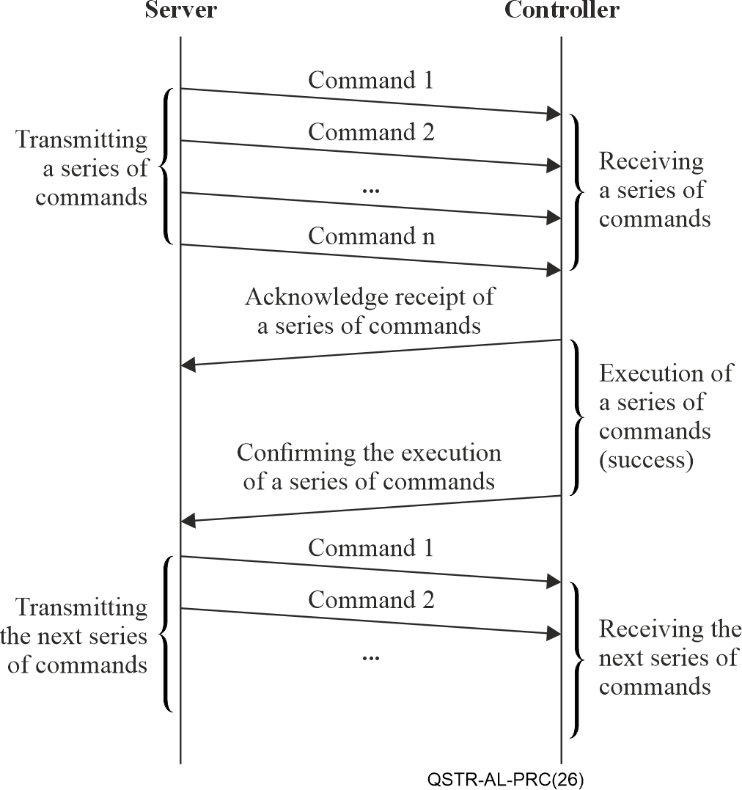 Server
Controller
Command 1
Command 2
...
Command n
Transmitting
a series of
commands
Receiving
a series of
commands
Acknowledge receipt of
a series of commands
Execution of
a series of
commands
(success)
Confirming the execution
of a series of commands
Command 1
Command 2
...
Transmitting
the next series
of commands
Receiving the
next series of
commands
QSTR-AL-PRC(26)